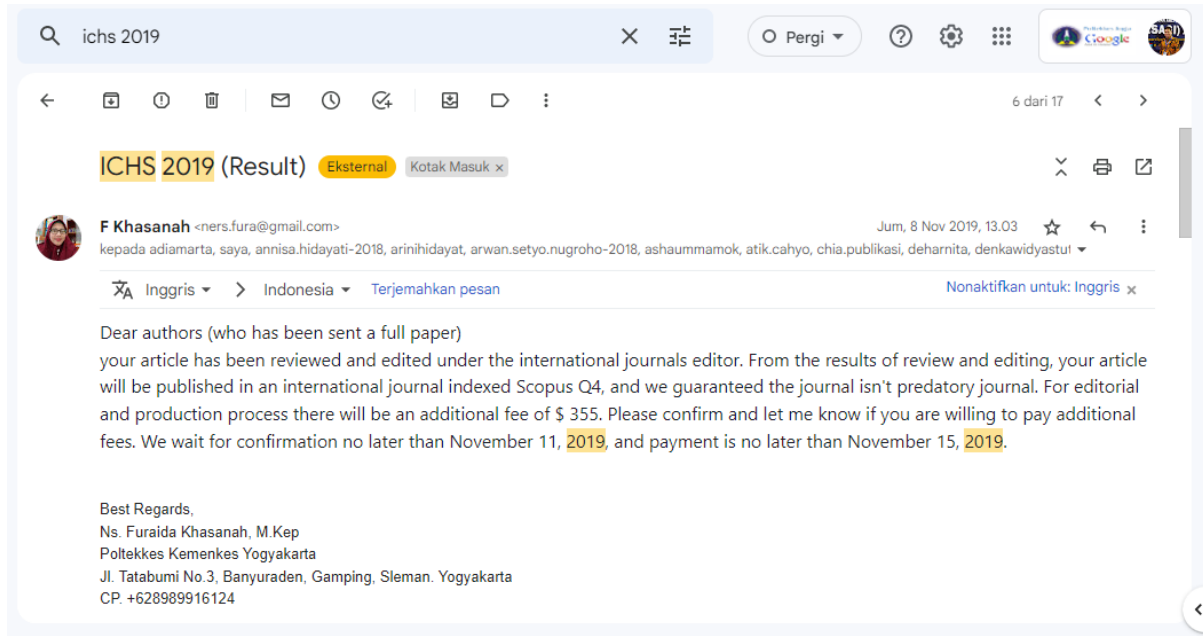 ichs 2019
Pergi
Google
6 dari 17
ICHS 2019 (Result) Eksternal Kotak Masuk ×
F Khasanah <ners.fura@gmail.com>
Jum, 8 Nov 2019, 13.03
kepada adiamarta, saya, annisa.hidayati-2018, arinihidayat, arwan.setyo.nugroho-2018, ashaummamok, atik.cahyo, chia.publikasi, deharnita, denkawidyastut
Inggris > Indonesia Terjemahkan pesan
Nonaktifkan untuk: Inggris ×
Dear authors (who has been sent a full paper)
your article has been reviewed and edited under the international journals editor. From the results of review and editing, your article
will be published in an international journal indexed Scopus Q4, and we guaranteed the journal isn't predatory journal. For editorial
and production process there will be an additional fee of $ 355. Please confirm and let me know if you are willing to pay additional
fees. We wait for confirmation no later than November 11, 2019, and payment is no later than November 15, 2019.
Best Regards,
Ns. Furaida Khasanah, M.Kep
Poltekkes Kemenkes Yogyakarta
Jl. Tatabumi No.3, Banyuraden, Gamping, Sleman. Yogyakarta
CP. +628989916124